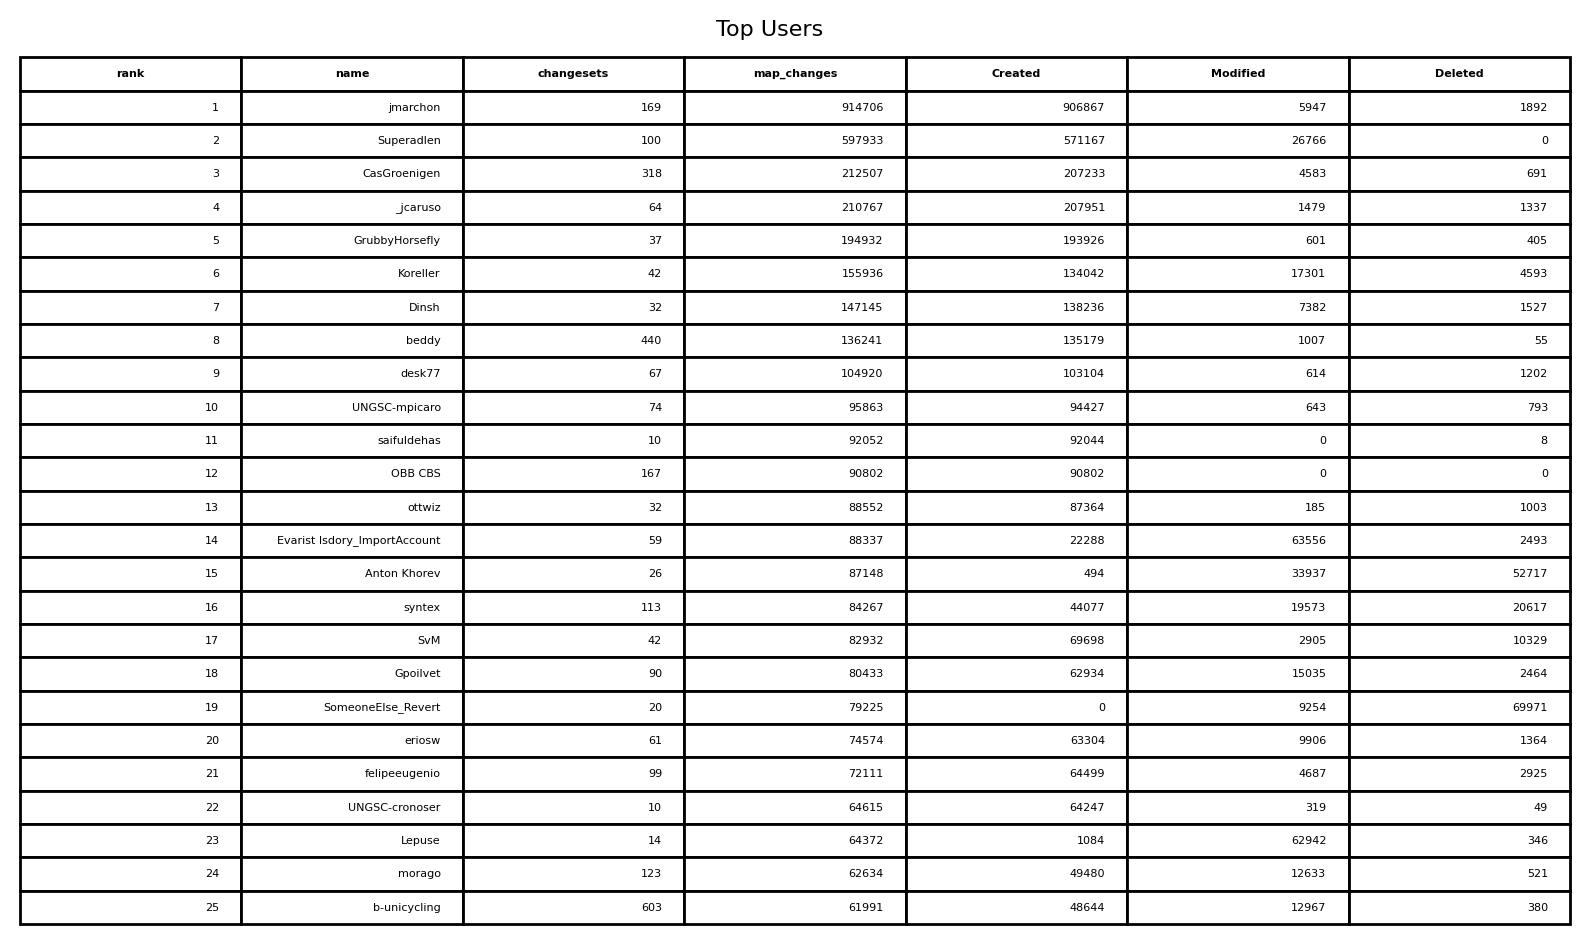 Top Users
rank name changesets map_changes Created Modified Deleted
1 jmarchon 169 914706 906867 5947 1892
2 Superadlen 100 597933 571167 26766 0
3 CasGroenigen 318 212507 207233 4583 691
4 _jcaruso 64 210767 207951 1479 1337
5 GrubbyHorsefly 37 194932 193926 601 405
6 Koreller 42 155936 134042 17301 4593
7 Dinsh 32 147145 138236 7382 1527
8 beddy 440 136241 135179 1007 55
9 desk77 67 104920 103104 614 1202
10 UNGSC-mpicaro 74 95863 94427 643 793
11 saifuldehas 10 92052 92044 0 8
12 OBB CBS 167 90802 90802 0 0
13 ottwiz 32 88552 87364 185 1003
14 Evarist Isdory_ImportAccount 59 88337 22288 63556 2493
15 Anton Khorev 26 87148 494 33937 52717
16 syntex 113 84267 44077 19573 20617
17 SvM 42 82932 69698 2905 10329
18 Gpoilvet 90 80433 62934 15035 2464
19 SomeoneElse_Revert 20 79225 0 9254 69971
20 eriosw 61 74574 63304 9906 1364
21 felipeeugenio 99 72111 64499 4687 2925
22 UNGSC-cronoser 10 64615 64247 319 49
23 Lepuse 14 64372 1084 62942 346
24 morago 123 62634 49480 12633 521
25 b-unicycling 603 61991 48644 12967 380